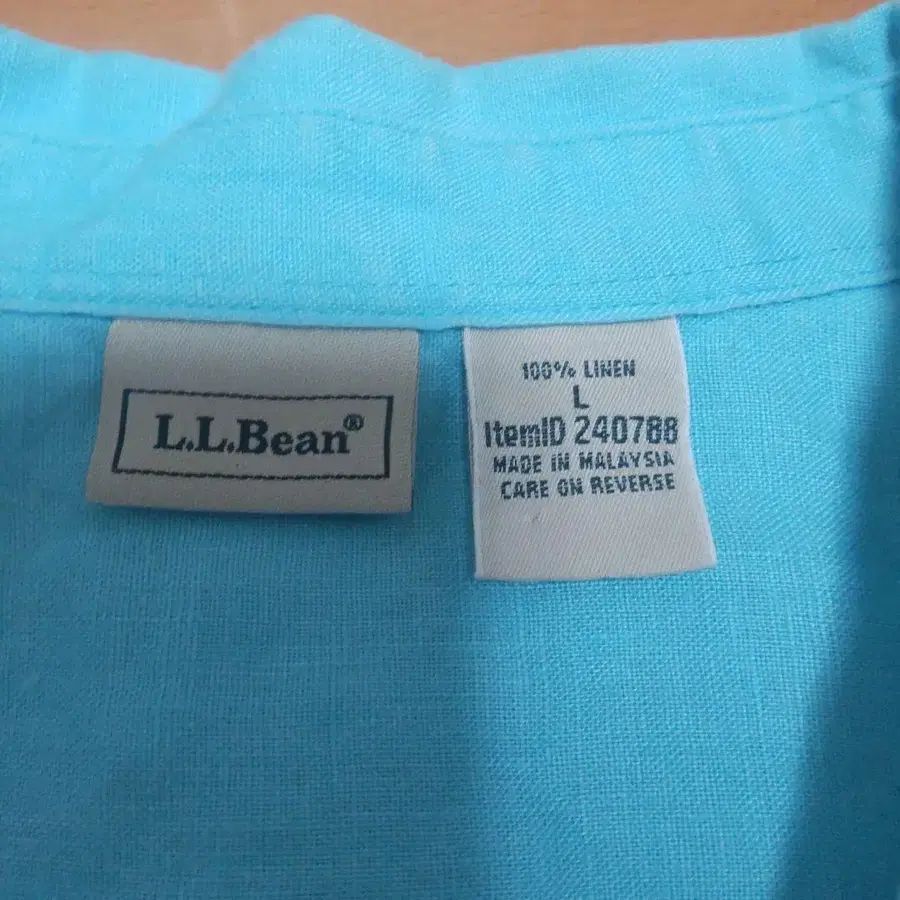 L.L.Bean®
100% LINEN
L
ItemID 240788
MADE IN MALAYSIA
CARE ON REVERSE